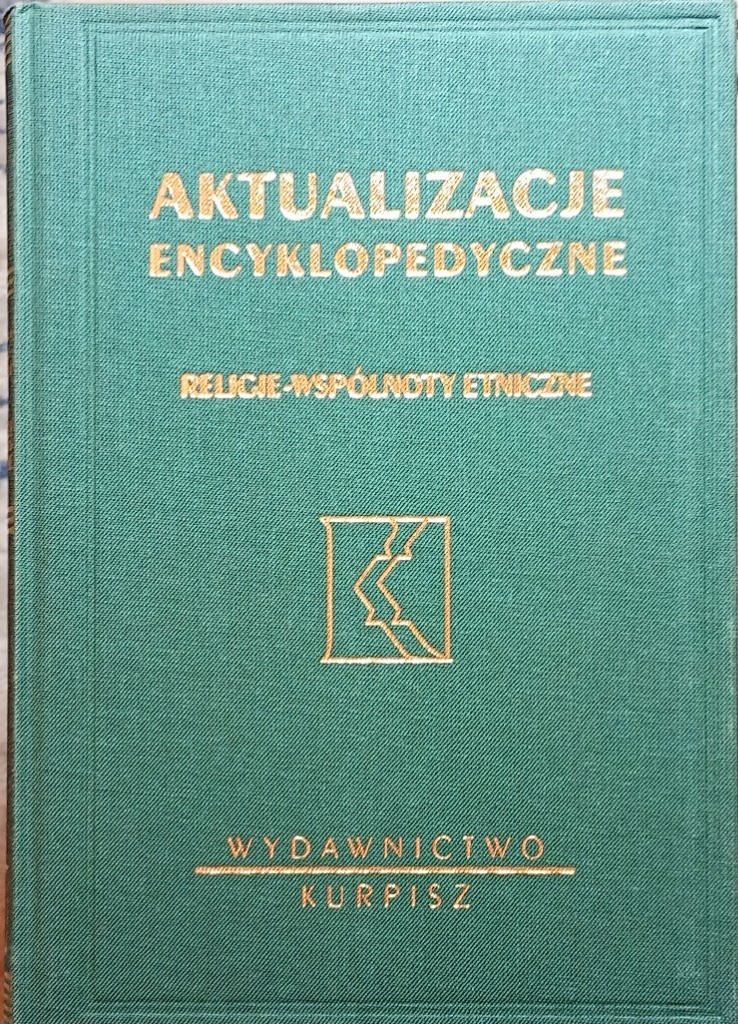 AKTUALIZACJE
ENCYKLOPEDYCZNE
RELIGIE-WSPÓLNOTY ETNICZNE
WYDAWNICTWO
KURPISZ